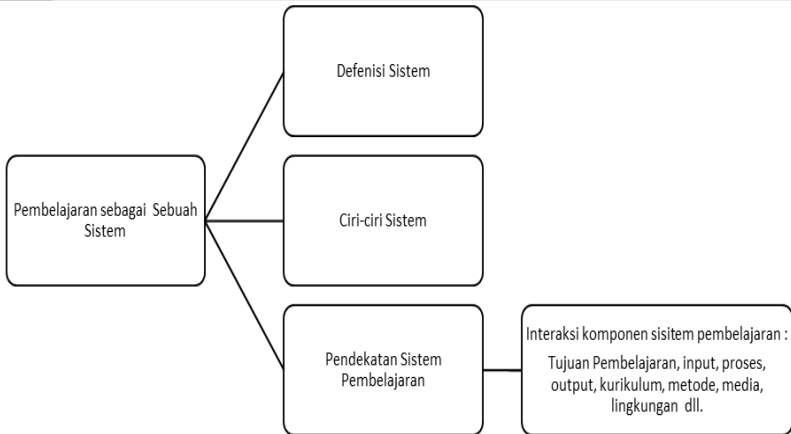 Defenisi Sistem
Pembelajaran sebagai Sebuah
Sistem
Ciri-ciri Sistem
Pendekatan Sistem
Pembelajaran
Interaksi komponen sisitem pembelajaran :
Tujuan Pembelajaran, input, proses,
output, kurikulum, metode, media,
lingkungan dll.